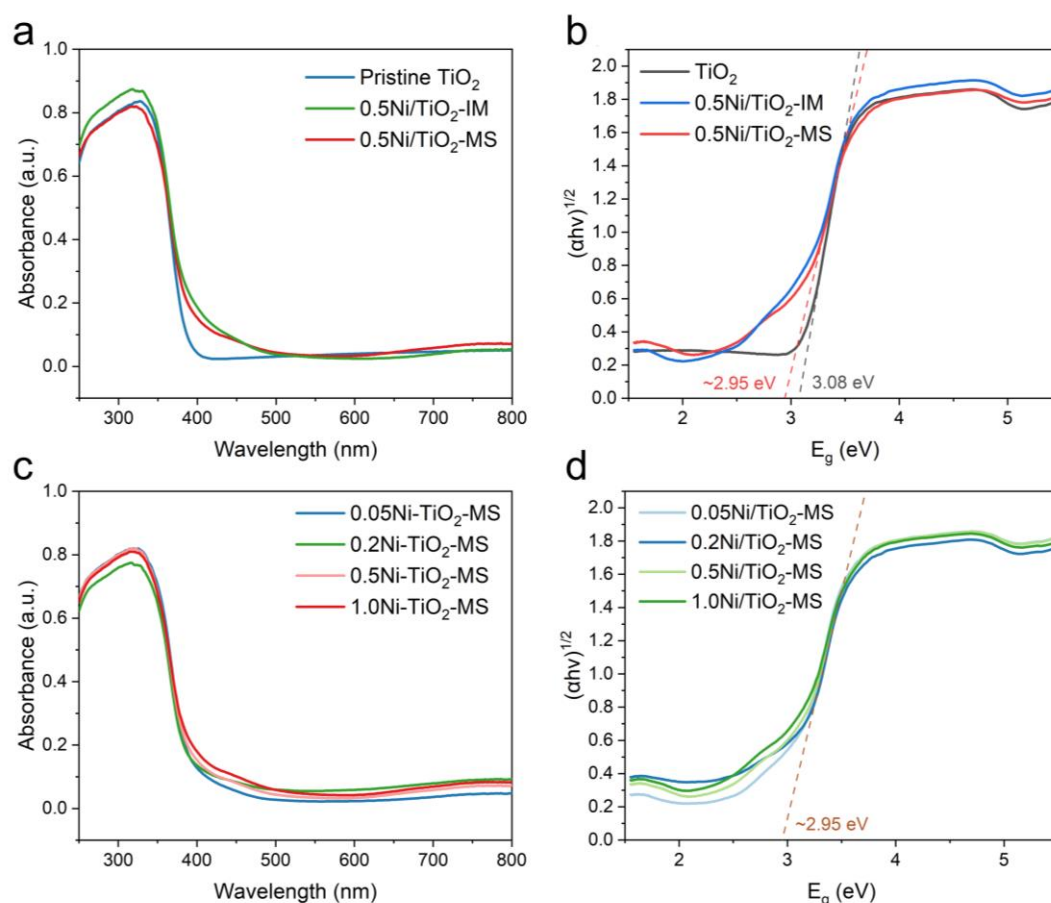 a
1.0
0.8
0.6
0.4
0.2
0.0
Absorbance (a.u.)
Pristine TiO₂
0.5Ni/TiO₂-IM
0.5Ni/TiO₂-MS
300 400 500 600 700 800
Wavelength (nm)
b
2.0
1.8
1.6
1.4
1.2
1.0
0.8
0.6
0.4
0.2
0.0
(αhv)¹/²
TiO₂
0.5Ni/TiO₂-IM
0.5Ni/TiO₂-MS
~2.95 eV
3.08 eV
2 3 4 5
E₉ (eV)
c
1.0
0.8
0.6
0.4
0.2
0.0
Absorbance (a.u.)
0.05Ni-TiO₂-MS
0.2Ni-TiO₂-MS
0.5Ni-TiO₂-MS
1.0Ni-TiO₂-MS
300 400 500 600 700 800
Wavelength (nm)
d
2.0
1.8
1.6
1.4
1.2
1.0
0.8
0.6
0.4
0.2
0.0
(αhv)¹/²
0.05Ni/TiO₂-MS
0.2Ni/TiO₂-MS
0.5Ni/TiO₂-MS
1.0Ni/TiO₂-MS
~2.95 eV
2 3 4 5
E_g (eV)